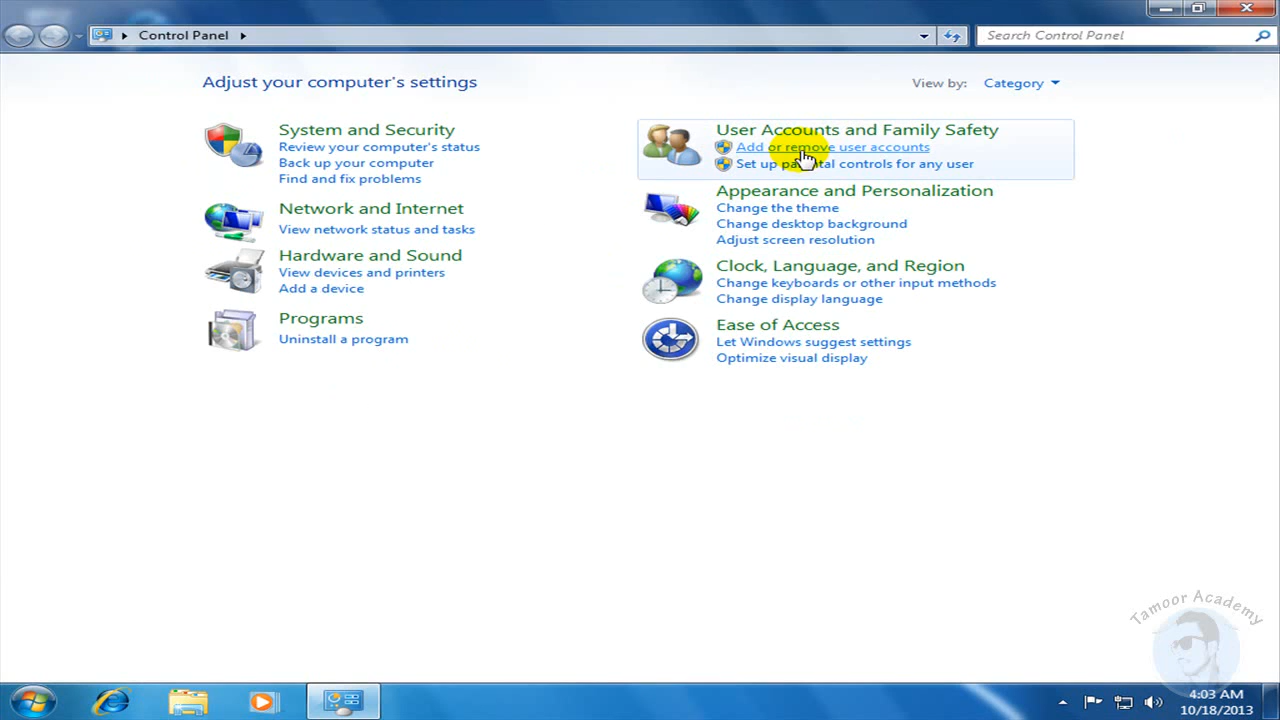 Control Panel
Search Control Panel
Adjust your computer's settings
View by: Category
System and Security
Review your computer's status
Back up your computer
Find and fix problems
Network and Internet
View network status and tasks
Hardware and Sound
View devices and printers
Add a device
Programs
Uninstall a program
User Accounts and Family Safety
Add or remove user accounts
Set up parental controls for any user
Appearance and Personalization
Change the theme
Change desktop background
Adjust screen resolution
Clock, Language, and Region
Change keyboards or other input methods
Change display language
Ease of Access
Let Windows suggest settings
Optimize visual display
Tamoor Academy
4:03 AM
10/18/2013